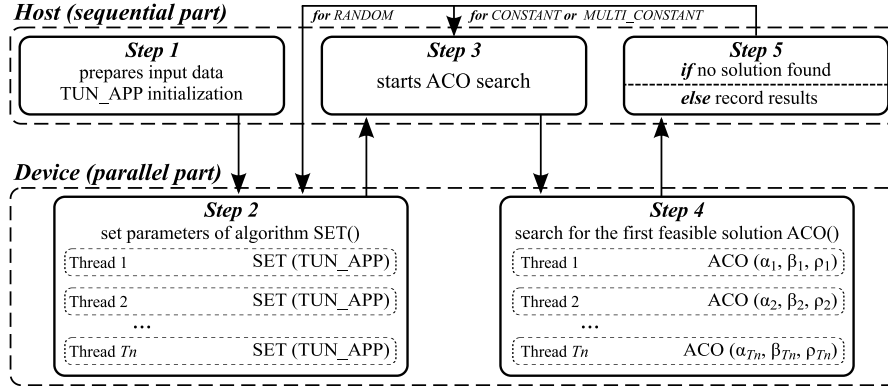 Host (sequential part)
for RANDOM
for CONSTANT or MULTI_CONSTANT
Step 1
prepares input data
TUN_APP initialization
Step 3
starts ACO search
Step 5
if no solution found
else record results
Device (parallel part)
Step 2
set parameters of algorithm SET()
Thread 1 SET (TUN_APP)
Thread 2 SET (TUN_APP)
...
Thread Tn SET (TUN_APP)
Step 4
search for the first feasible solution ACO()
Thread 1 ACO (α1, β1, ρ1)
Thread 2 ACO (α2, β2, ρ2)
...
Thread Tn ACO (αTn, βTn, ρTn)